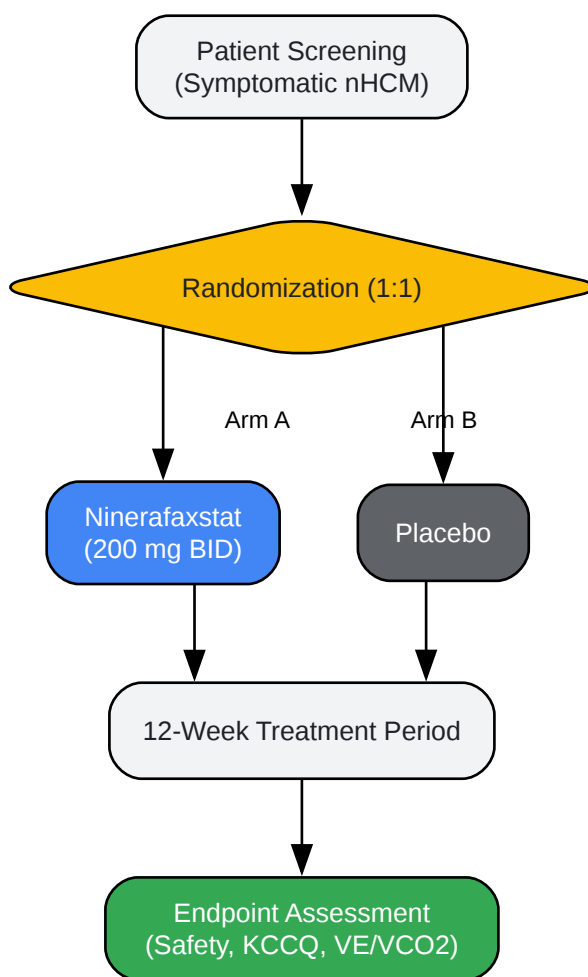 Patient Screening
(Symptomatic nHCM)
Randomization (1:1)
Arm A
Arm B
Ninerafaxstat
(200 mg BID)
Placebo
12-Week Treatment Period
Endpoint Assessment
(Safety, KCCQ, VE/VCO2)